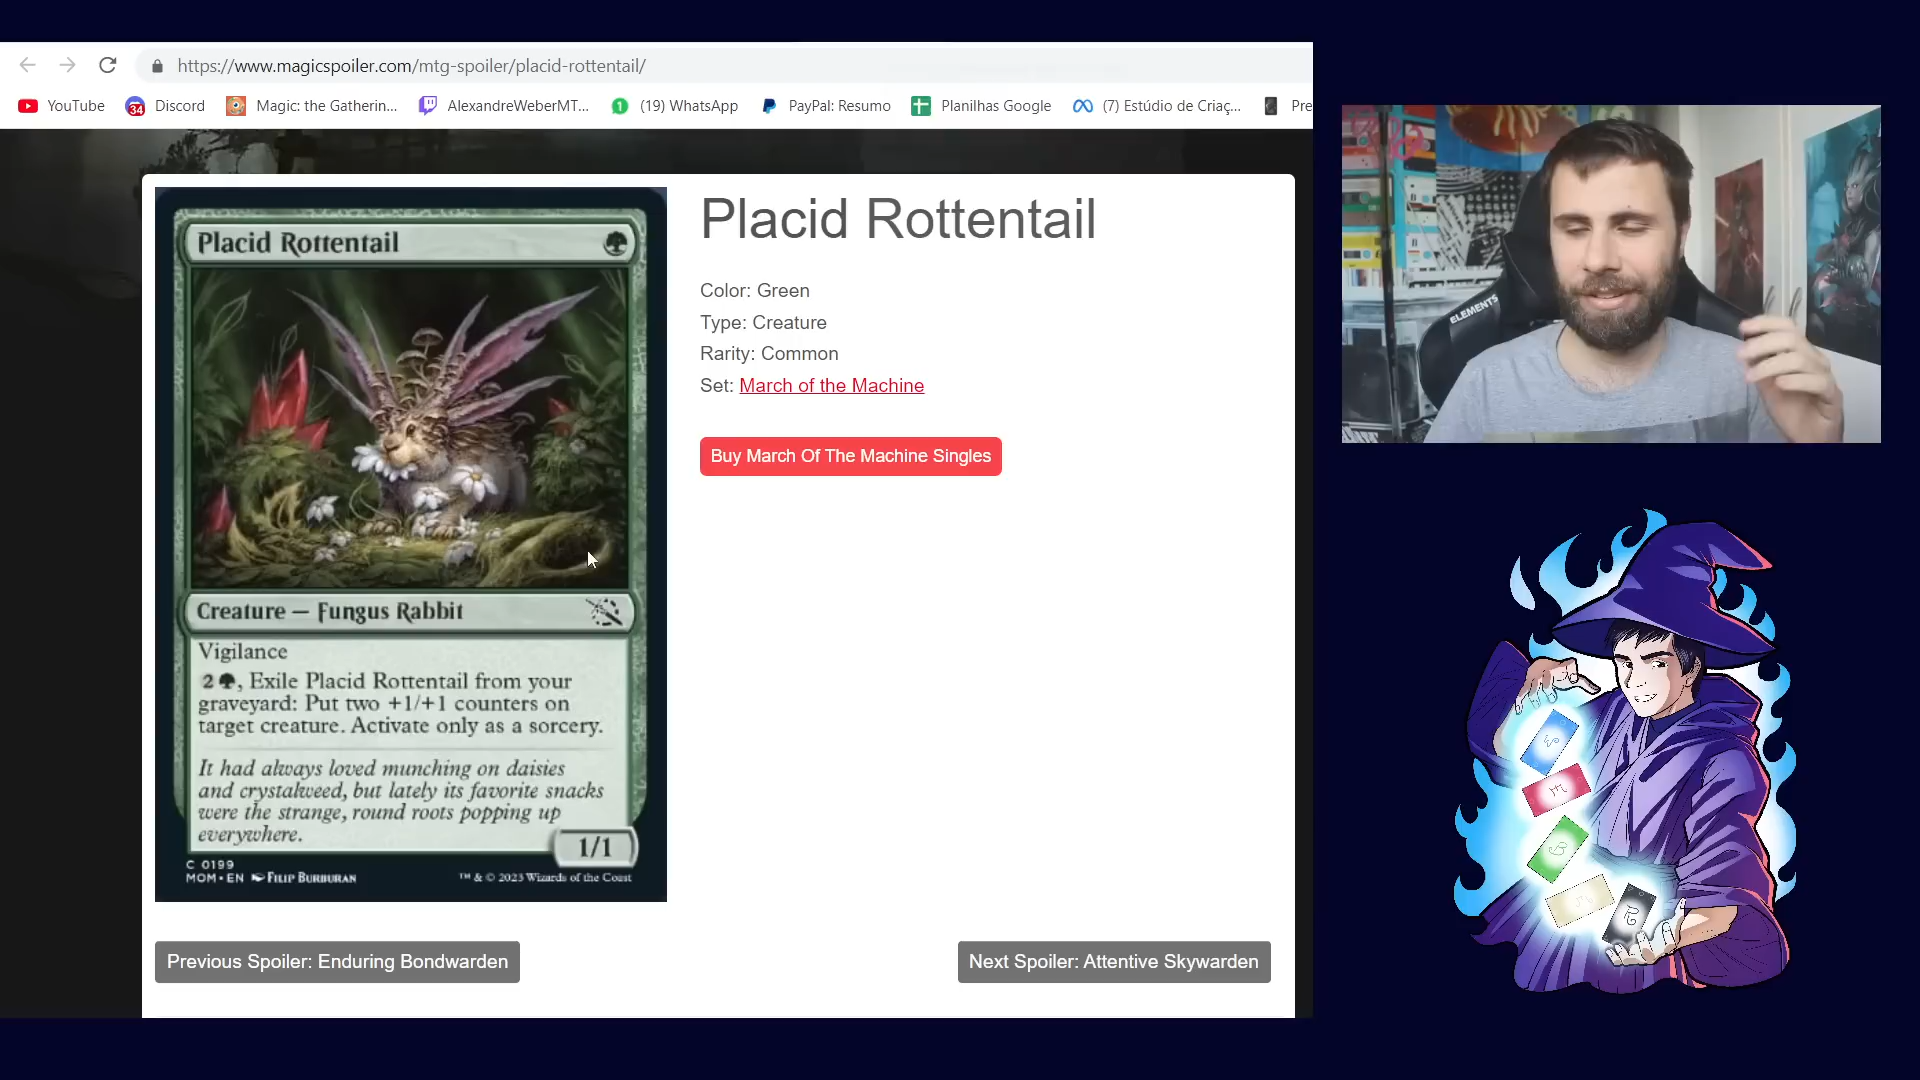 https://www.magicspoiler.com/mtg-spoiler/placid-rottentail/
YouTube
34
Discord
Magic: the Gatherin...
AlexandreWeberMT...
1
(19) WhatsApp
PayPal: Resumo
Planilhas Google
(7) Estúdio de Criaç...
Pre
Placid Rottentail
Creature — Fungus Rabbit
Vigilance
2, Exile Placid Rottentail from your
graveyard: Put two +1/+1 counters on
target creature. Activate only as a sorcery.
It had always loved munching on daisies
and crystalweed, but lately its favorite snacks
were the strange, round roots popping up
everywhere.
1/1
C 0199
MOM • EN Filip Burburan
™ & © 2023 Wizards of the Coast
Placid Rottentail
Color: Green
Type: Creature
Rarity: Common
Set: March of the Machine
Buy March Of The Machine Singles
Previous Spoiler: Enduring Bondwarden
Next Spoiler: Attentive Skywarden
ELEMENTS